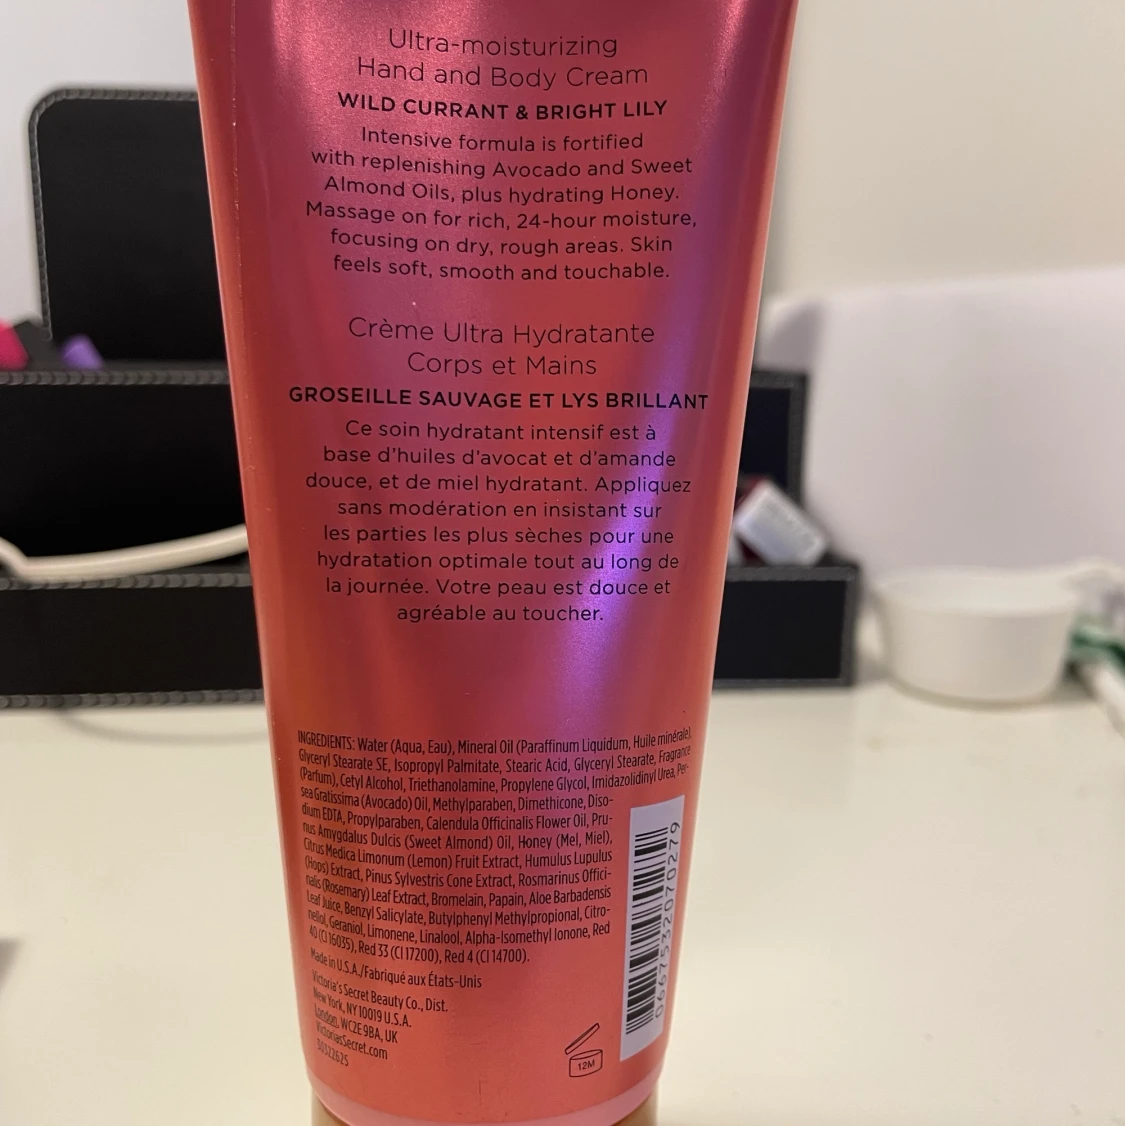 Ultra-moisturizing
Hand and Body Cream
WILD CURRANT & BRIGHT LILY
Intensive formula is fortified
with replenishing Avocado and Sweet
Almond Oils, plus hydrating Honey.
Massage on for rich, 24-hour moisture,
focusing on dry, rough areas. Skin
feels soft, smooth and touchable.
Crème Ultra Hydratante
Corps et Mains
GROSEILLE SAUVAGE ET LYS BRILLANT
Ce soin hydratant intensif est à
base d'huiles d'avocat et d'amande
douce, et de miel hydratant. Appliquez
sans modération en insistant sur
les parties les plus sèches pour une
hydratation optimale tout au long de
la journée. Votre peau est douce et
agréable au toucher.
INGREDIENTS: Water (Aqua, Eau), Mineral Oil (Paraffinum Liquidum, Huile minérale),
Glyceryl Stearate SE, Isopropyl Palmitate, Stearic Acid, Glyceryl Stearate, Fragrance
(Parfum), Cetyl Alcohol, Triethanolamine, Propylene Glycol, Imidazolidinyl Urea, Per-
sea Gratissima (Avocado) Oil, Methylparaben, Dimethicone, Diso-
dium EDTA, Propylparaben, Calendula Officinalis Flower Oil, Pru-
nus Amygdalus Dulcis (Sweet Almond) Oil, Honey (Mel, Miel),
Citrus Medica Limonum (Lemon) Fruit Extract, Humulus Lupulus
(Hops) Extract, Pinus Sylvestris Cone Extract, Rosmarinus Offici-
nalis (Rosemary) Leaf Extract, Bromelain, Papain, Aloe Barbadensis
Leaf Juice, Benzyl Salicylate, Butylphenyl Methylpropional, Citro-
nellol, Geraniol, Limonene, Linalool, Alpha-Isomethyl Ionone, Red
40 (CI 16035), Red 33 (CI 17200), Red 4 (CI 14700).
Made in U.S.A./Fabriqué aux États-Unis
Victoria's Secret Beauty Co., Dist.
New York, NY 10019 U.S.A.
London, WC2E 9BA, UK
VictoriasSecret.com
30322625
0667532070279
12M